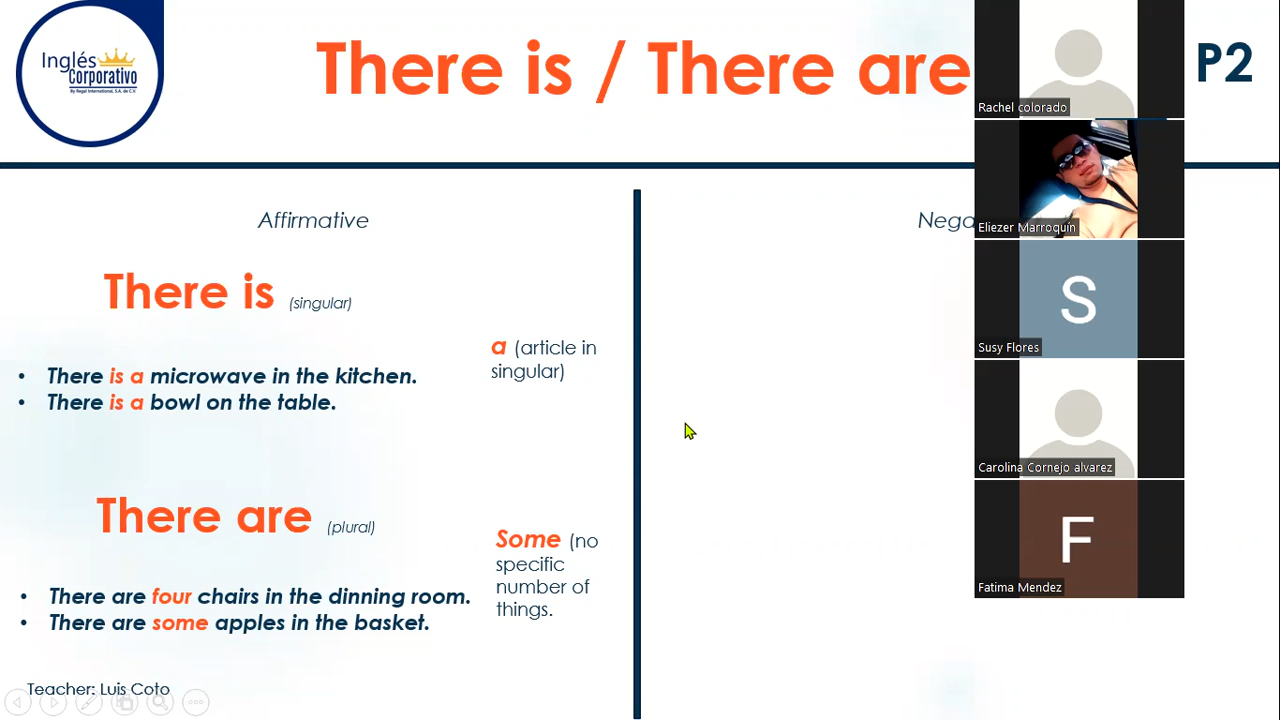 Inglés
Corporativo
By Regal International, S.A. de C.V.
There is / There are
P2
Affirmative
There is (singular)
a (article in
singular)
• There is a microwave in the kitchen.
• There is a bowl on the table.
There are (plural)
Some (no
specific
number of
things.
• There are four chairs in the dinning room.
• There are some apples in the basket.
Teacher: Luis Coto
Nega
Rachel colorado
Eliezer Marroquín
S
Susy Flores
Carolina Cornejo alvarez
F
Fatima Mendez